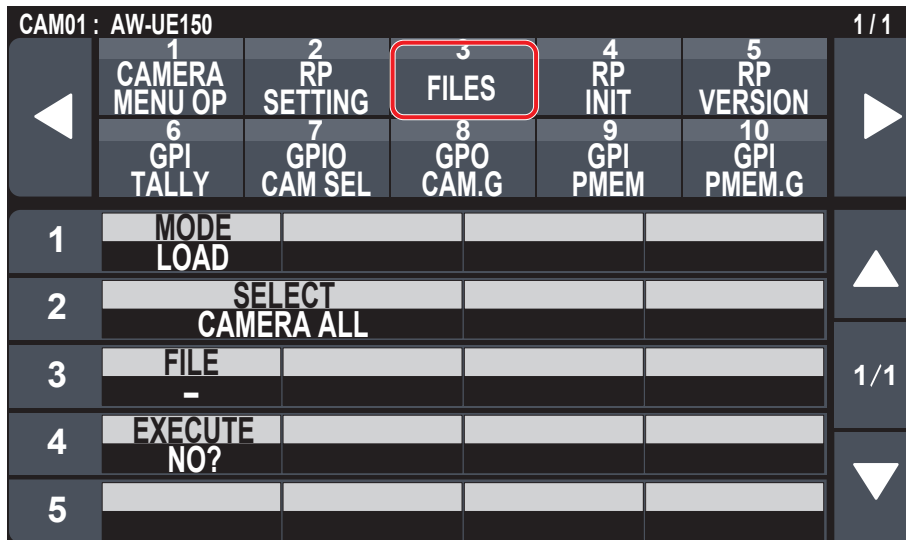 CAM01 : AW-UE150 1 / 1
1 2 3 4 5
CAMERA MENU OP RP SETTING FILES RP INIT RP VERSION
6 7 8 9 10
GPI TALLY GPIO CAM SEL GPO CAM.G GPI PMEM GPI PMEM.G
1 MODE
LOAD
2 SELECT
CAMERA ALL
3 FILE
–
1/1
4 EXECUTE
NO?
5